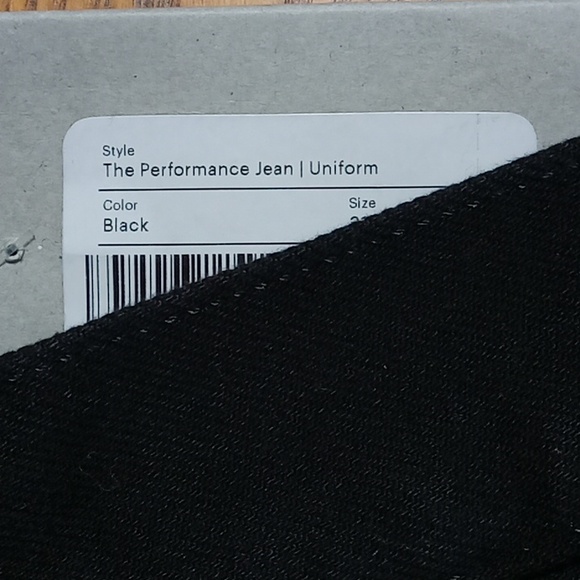 Style
The Performance Jean | Uniform
Color
Size
Black